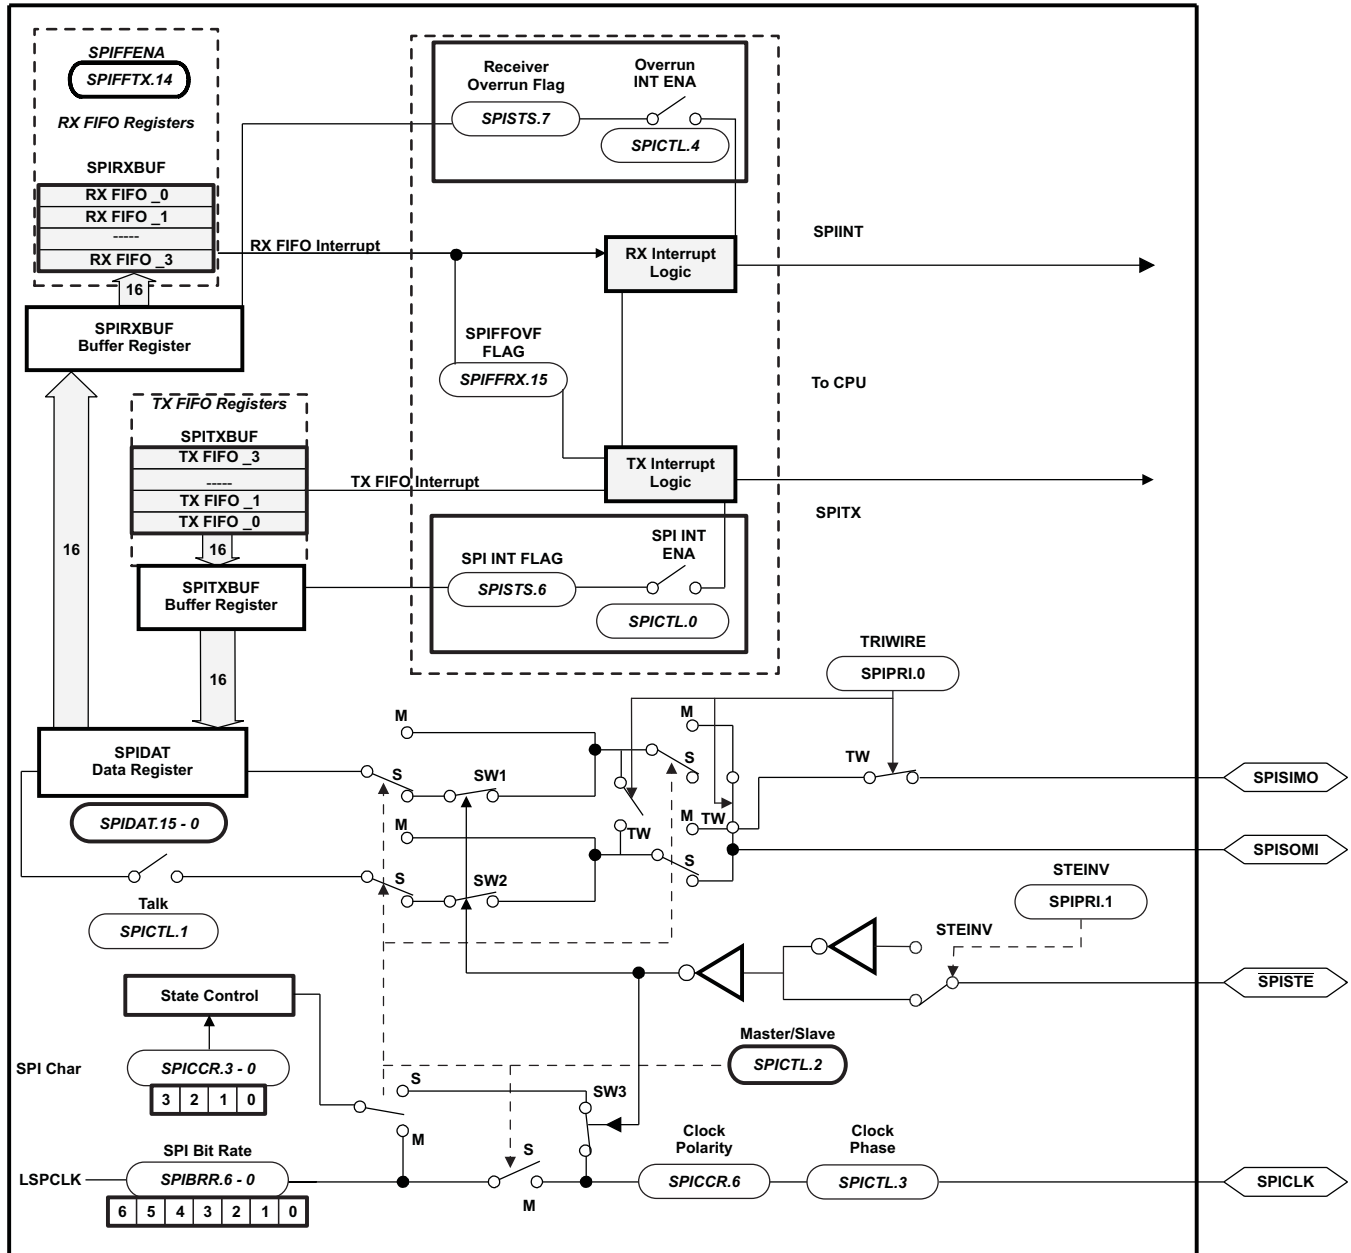 SPIFFENA
SPIFFTX.14
RX FIFO Registers
SPIRXBUF
RX FIFO _0
RX FIFO _1
-----
RX FIFO _3
16
SPIRXBUF
Buffer Register
RX FIFO Interrupt
Receiver
Overrun Flag
SPISTS.7
Overrun
INT ENA
SPICTL.4
RX Interrupt
Logic
SPIINT
SPIFFOVF
FLAG
SPIFFRX.15
To CPU
TX FIFO Registers
SPITXBUF
TX FIFO _3
-----
TX FIFO _1
TX FIFO _0
16
16
TX FIFO Interrupt
TX Interrupt
Logic
SPITX
SPITXBUF
Buffer Register
SPI INT FLAG
SPISTS.6
SPI INT
ENA
SPICTL.0
16
TRIWIRE
SPIPRI.0
SPIDAT
Data Register
SPIDAT.15 - 0
M
S
SW1
M
S
TW
SPISIMO
M
S
SW2
TW
M
TW
S
SPISOMI
Talk
SPICTL.1
STEINV
SPIPRI.1
STEINV
SPISTE
State Control
SPI Char
SPICCR.3 - 0
3 2 1 0
Master/Slave
SPICTL.2
S
M
SW3
SPI Bit Rate
LSPCLK
SPIBRR.6 - 0
6 5 4 3 2 1 0
S
M
Clock
Polarity
SPICCR.6
Clock
Phase
SPICTL.3
SPICLK